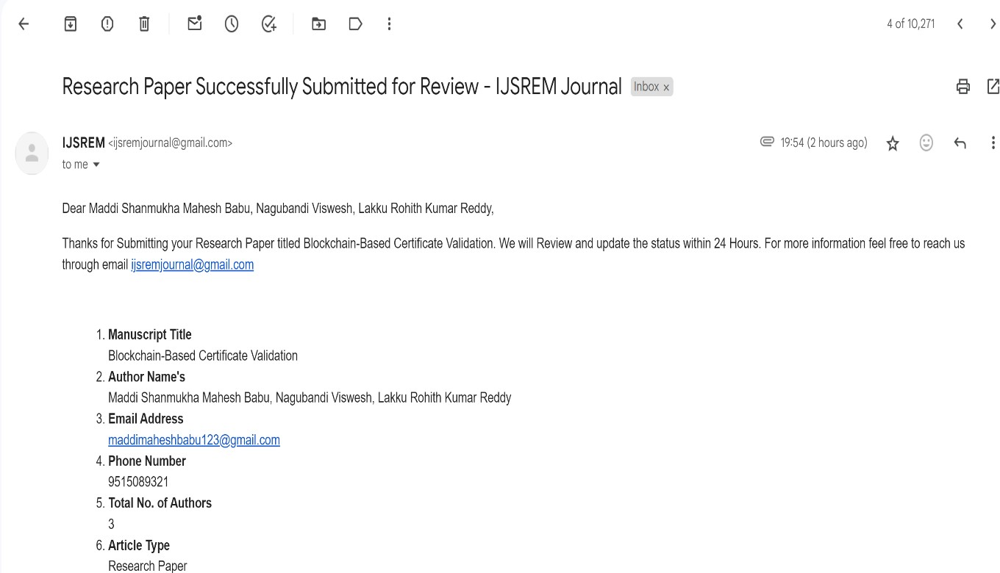 4 of 10,271
Research Paper Successfully Submitted for Review - IJSREM Journal Inbox x
IJSREM <ijsremjournal@gmail.com> 19:54 (2 hours ago)
to me
Dear Maddi Shanmukha Mahesh Babu, Nagubandi Viswesh, Lakku Rohith Kumar Reddy,
Thanks for Submitting your Research Paper titled Blockchain-Based Certificate Validation. We will Review and update the status within 24 Hours. For more information feel free to reach us
through email ijsremjournal@gmail.com
1. Manuscript Title
Blockchain-Based Certificate Validation
2. Author Name's
Maddi Shanmukha Mahesh Babu, Nagubandi Viswesh, Lakku Rohith Kumar Reddy
3. Email Address
maddimaheshbabu123@gmail.com
4. Phone Number
9515089321
5. Total No. of Authors
3
6. Article Type
Research Paper